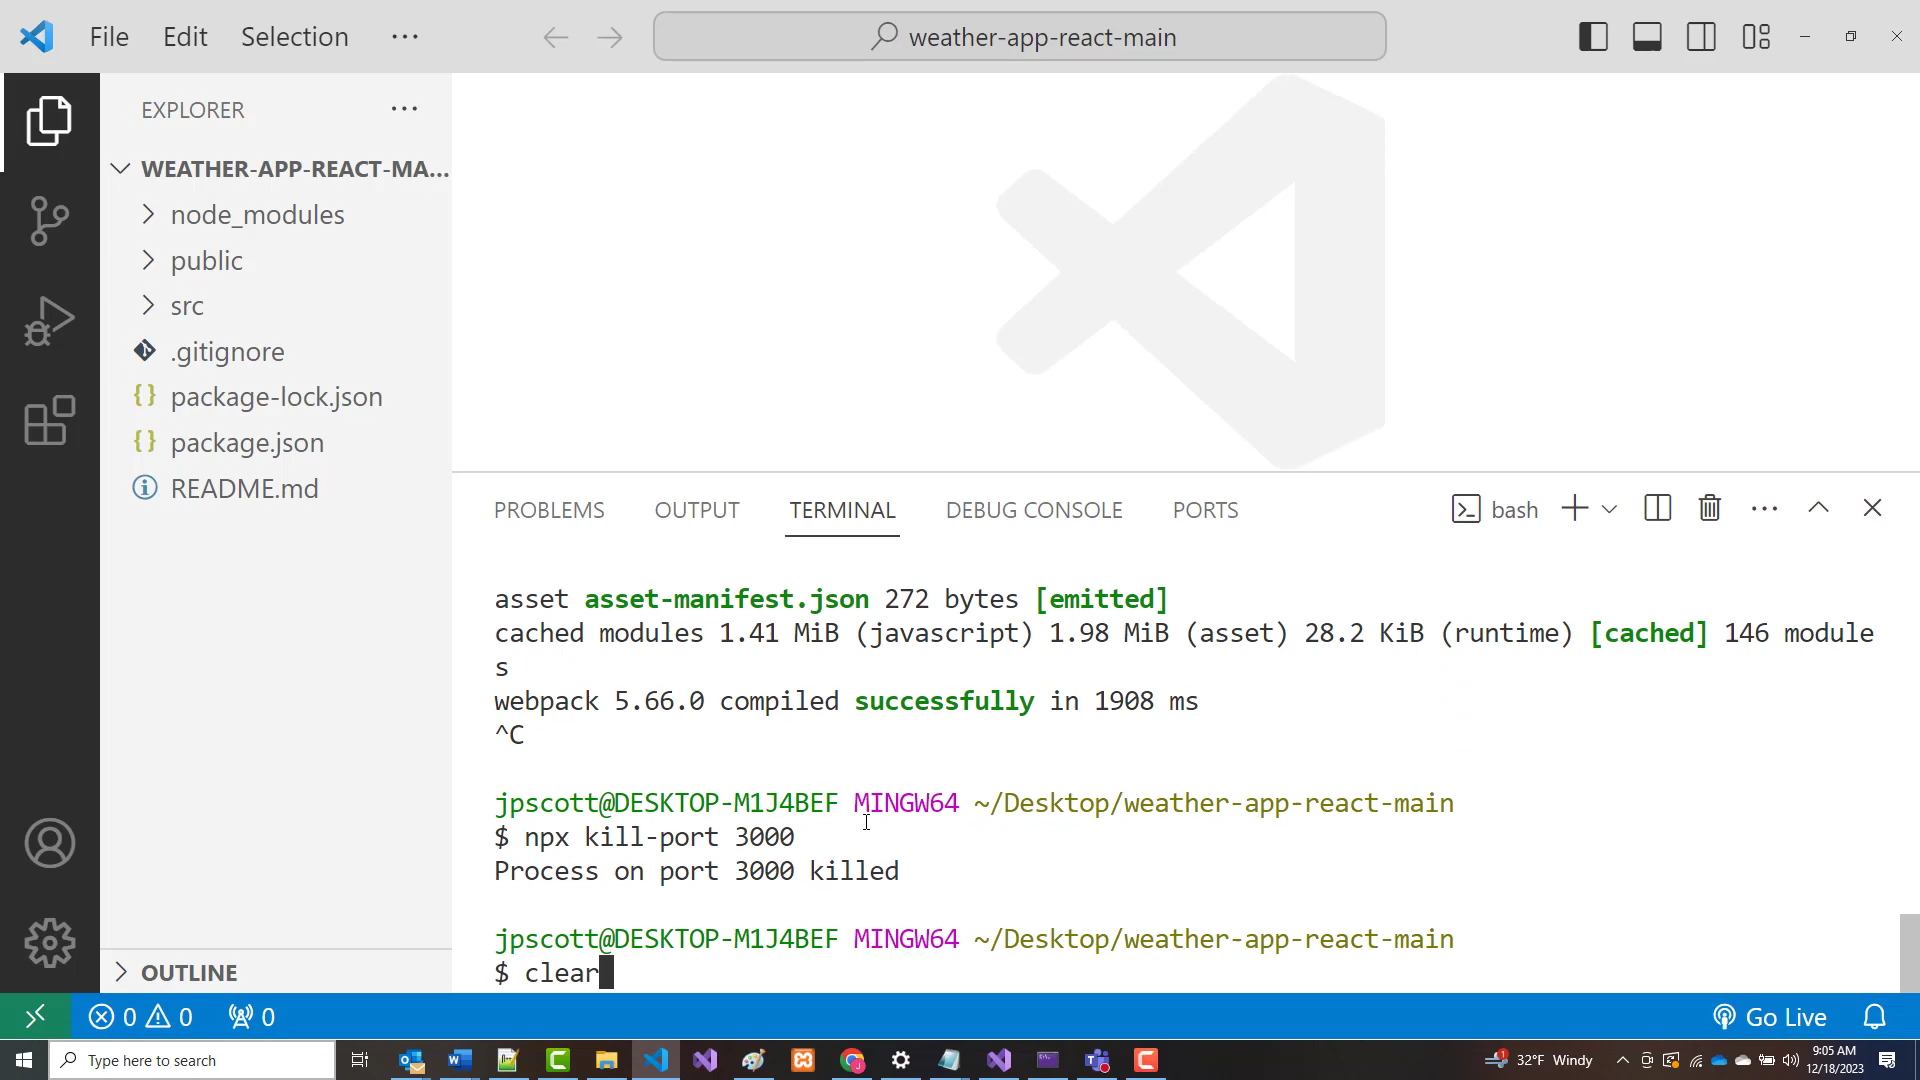 File Edit Selection ···
weather-app-react-main
EXPLORER
WEATHER-APP-REACT-MA...
node_modules
public
src
.gitignore
package-lock.json
package.json
README.md
OUTLINE
PROBLEMS OUTPUT TERMINAL DEBUG CONSOLE PORTS
bash
asset asset-manifest.json 272 bytes [emitted]
cached modules 1.41 MiB (javascript) 1.98 MiB (asset) 28.2 KiB (runtime) [cached] 146 module
s
webpack 5.66.0 compiled successfully in 1908 ms
^C
jpscott@DESKTOP-M1J4BEF MINGW64 ~/Desktop/weather-app-react-main
$ npx kill-port 3000
Process on port 3000 killed
jpscott@DESKTOP-M1J4BEF MINGW64 ~/Desktop/weather-app-react-main
$ clear
0 0 0
Go Live
Type here to search
32°F Windy
9:05 AM
12/18/2023